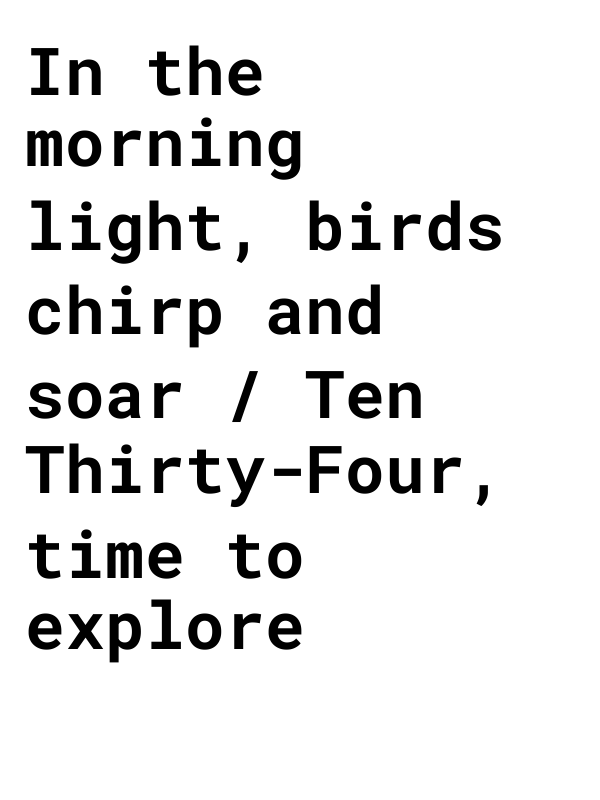 In the
morning
light, birds
chirp and
soar / Ten
Thirty-Four,
time to
explore